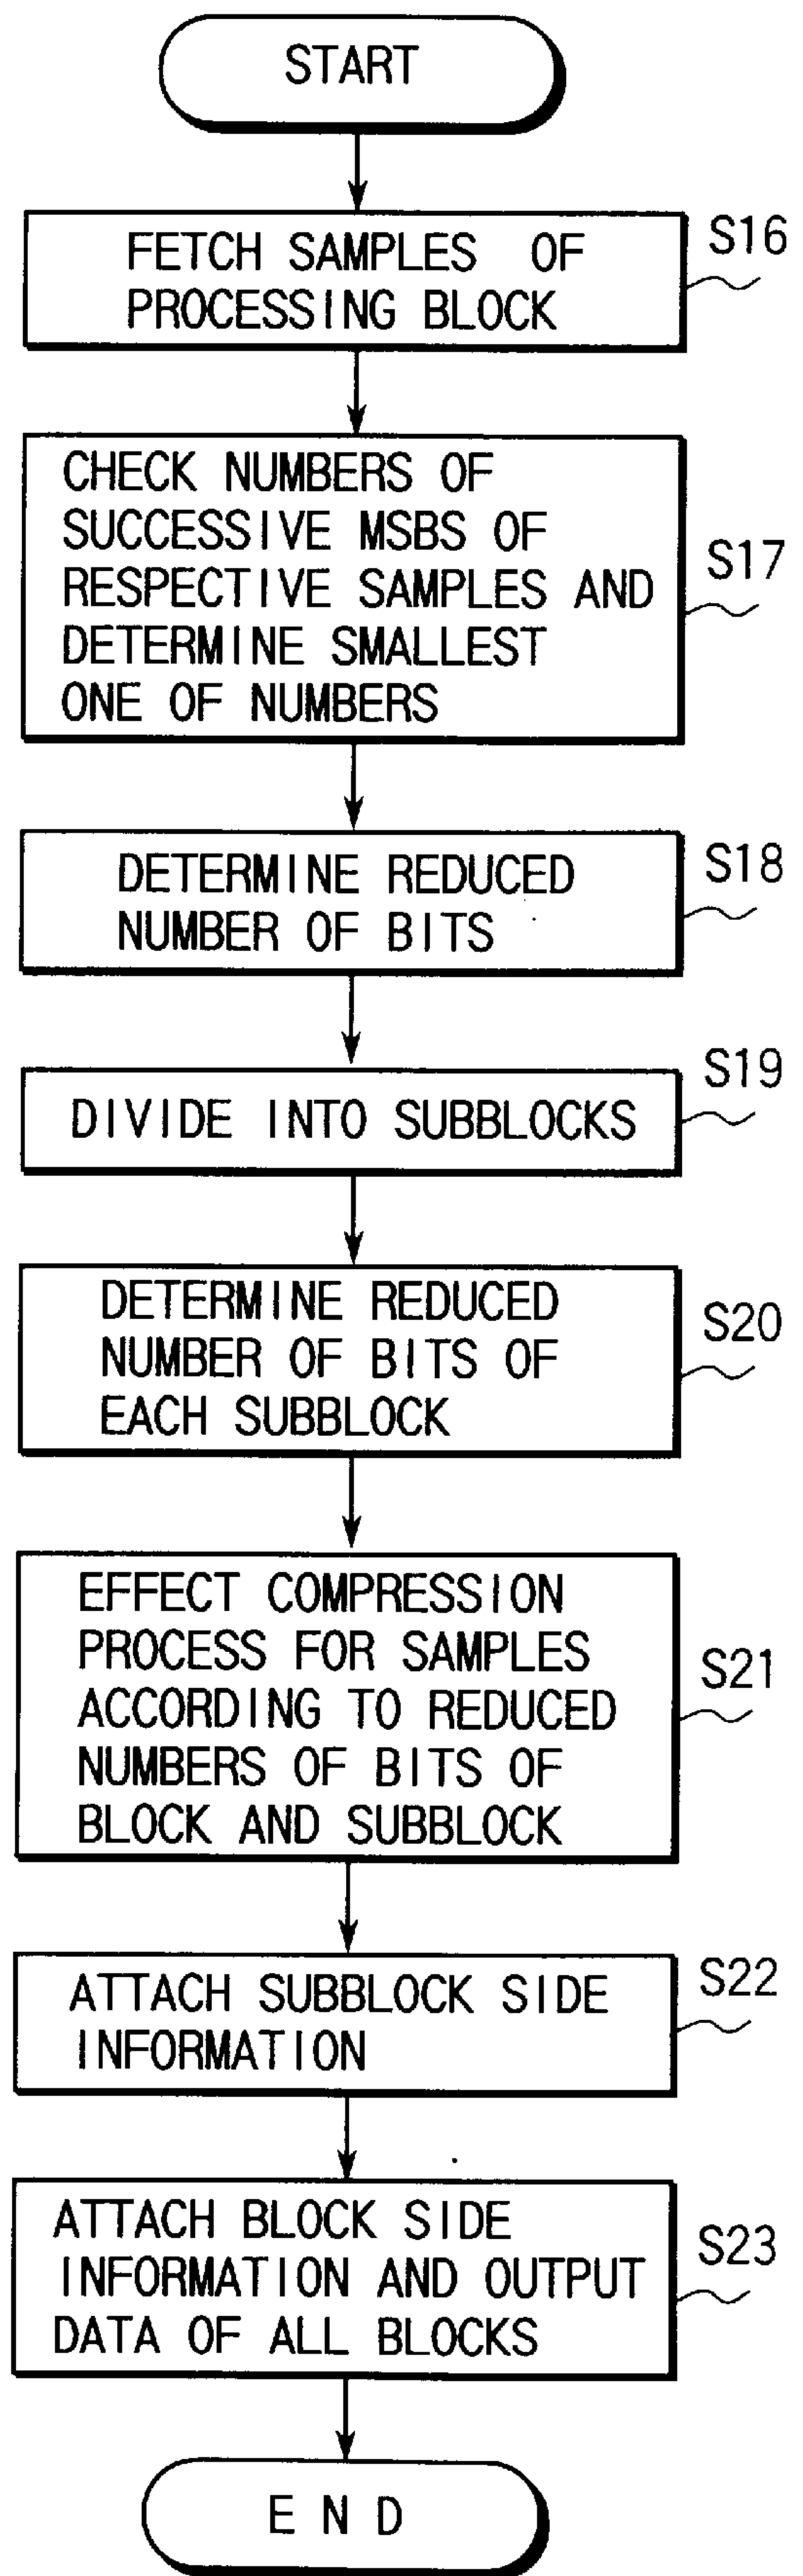 START
FETCH SAMPLES OF
PROCESSING BLOCK
S16
CHECK NUMBERS OF
SUCCESSIVE MSBS OF
RESPECTIVE SAMPLES AND
DETERMINE SMALLEST
ONE OF NUMBERS
S17
DETERMINE REDUCED
NUMBER OF BITS
S18
DIVIDE INTO SUBBLOCKS
S19
DETERMINE REDUCED
NUMBER OF BITS OF
EACH SUBBLOCK
S20
EFFECT COMPRESSION
PROCESS FOR SAMPLES
ACCORDING TO REDUCED
NUMBERS OF BITS OF
BLOCK AND SUBBLOCK
S21
ATTACH SUBBLOCK SIDE
INFORMATION
S22
ATTACH BLOCK SIDE
INFORMATION AND OUTPUT
DATA OF ALL BLOCKS
S23
END